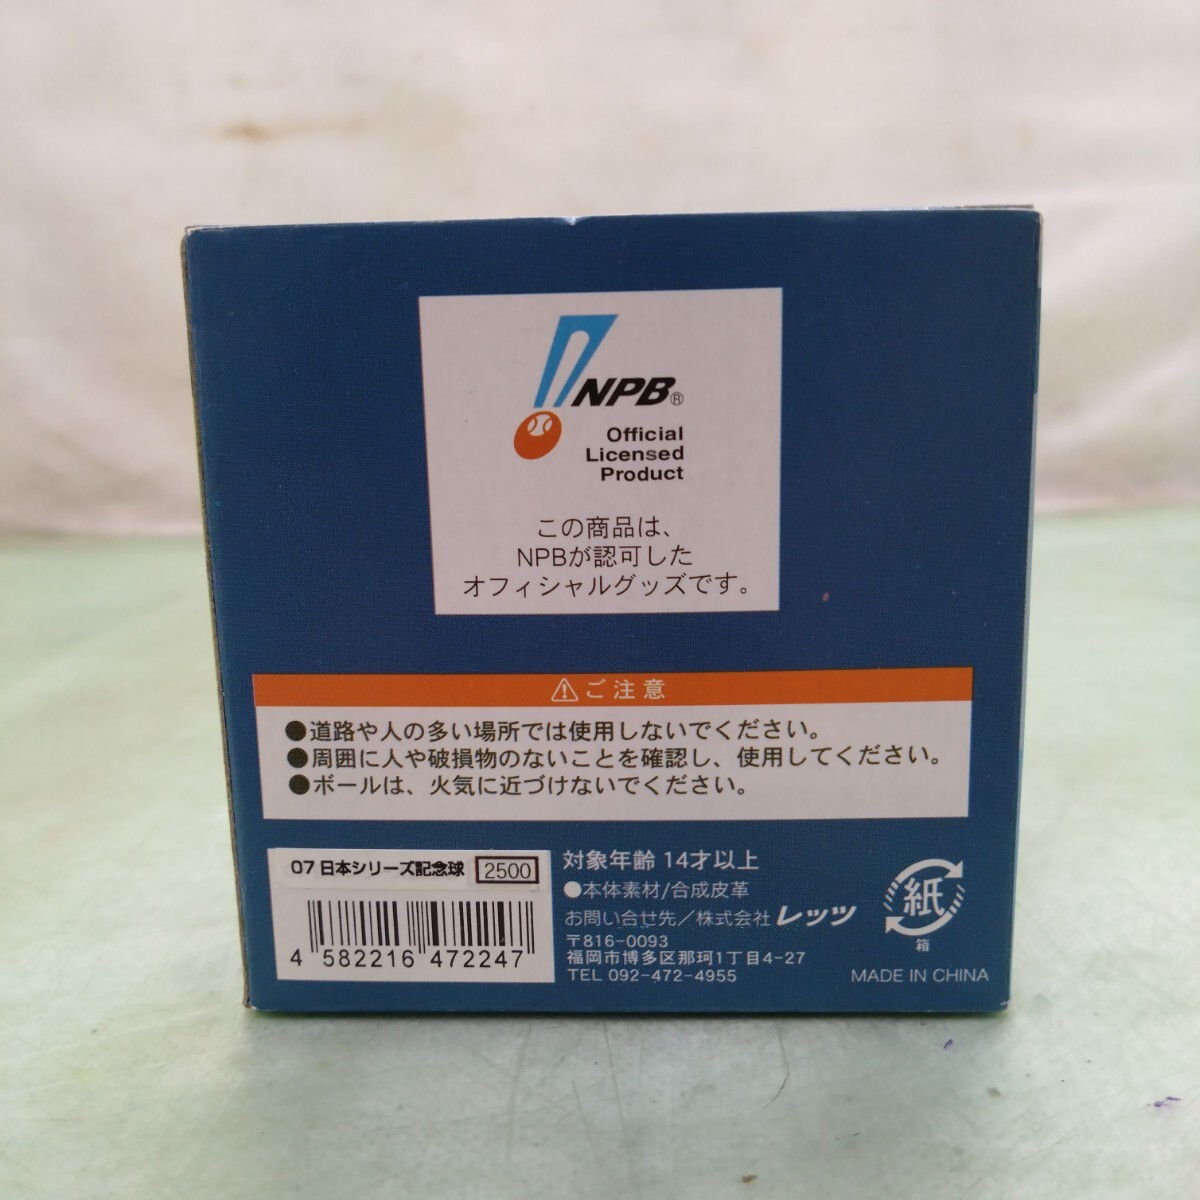 NPB®
Official
Licensed
Product
この商品は、
NPBが認可した
オフィシャルグッズです。
ご注意
●道路や人の多い場所では使用しないでください。
●周囲に人や破損物のないことを確認し、使用してください。
●ボールは、火気に近づけないでください。
07 日本シリーズ記念球 2500
4 582216 472247
対象年齢 14才以上
●本体素材/合成皮革
お問い合せ先／株式会社 レッツ
〒816-0093
福岡市博多区那珂1丁目4-27
TEL 092-472-4955
紙
箱
MADE IN CHINA